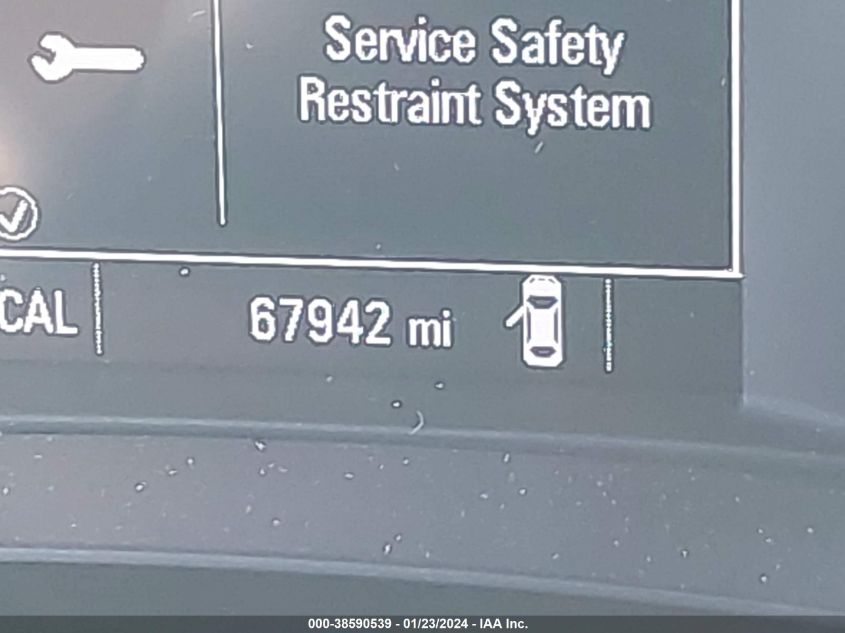 Service Safety
Restraint System
CAL
67942 mi
000-38590539 - 01/23/2024 - IAA Inc.